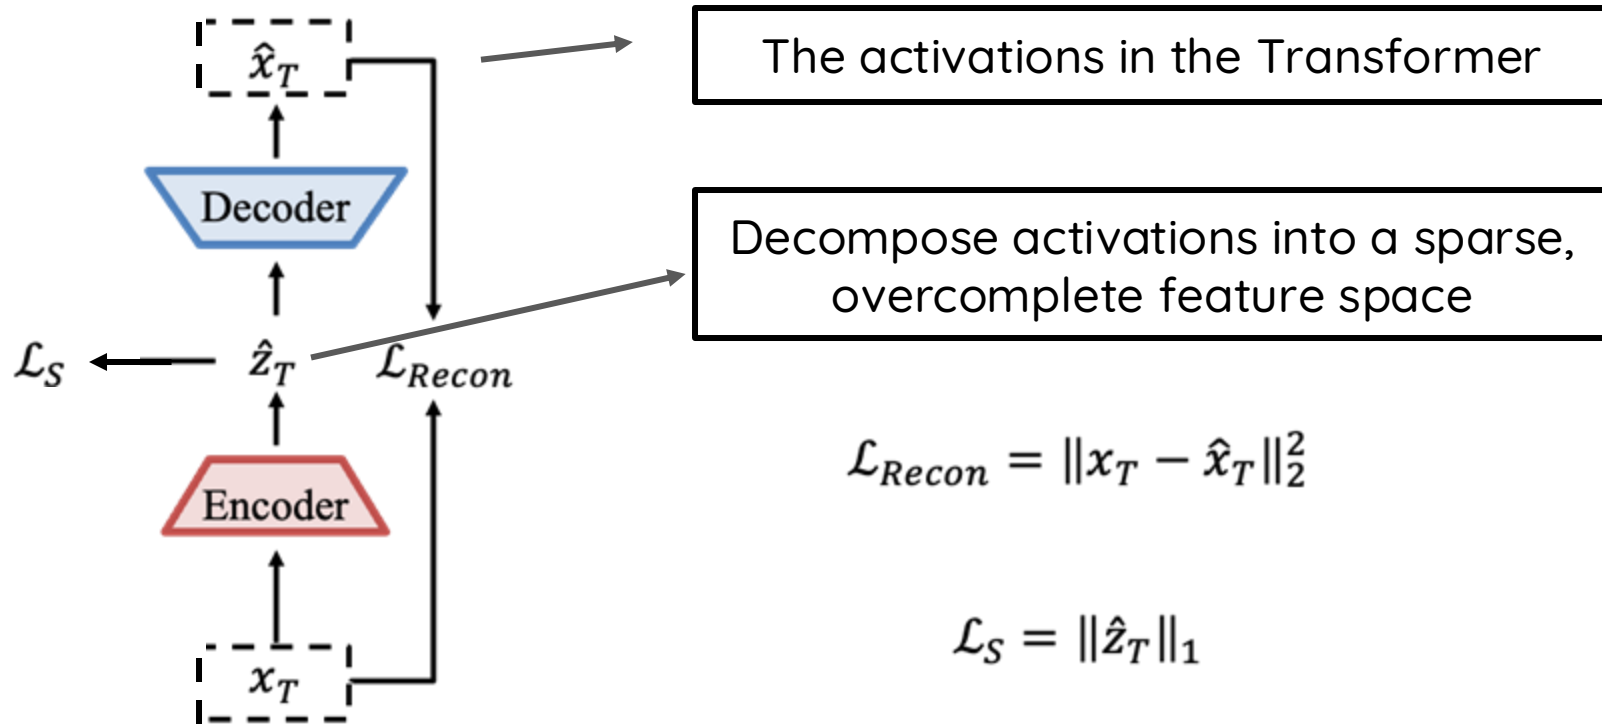 x̂_T
The activations in the Transformer
Decoder
Decompose activations into a sparse,
overcomplete feature space
ℒ_S
ẑ_T
ℒ_Recon
ℒ_Recon = ‖x_T − x̂_T‖₂²
Encoder
ℒ_S = ‖ẑ_T‖₁
x_T